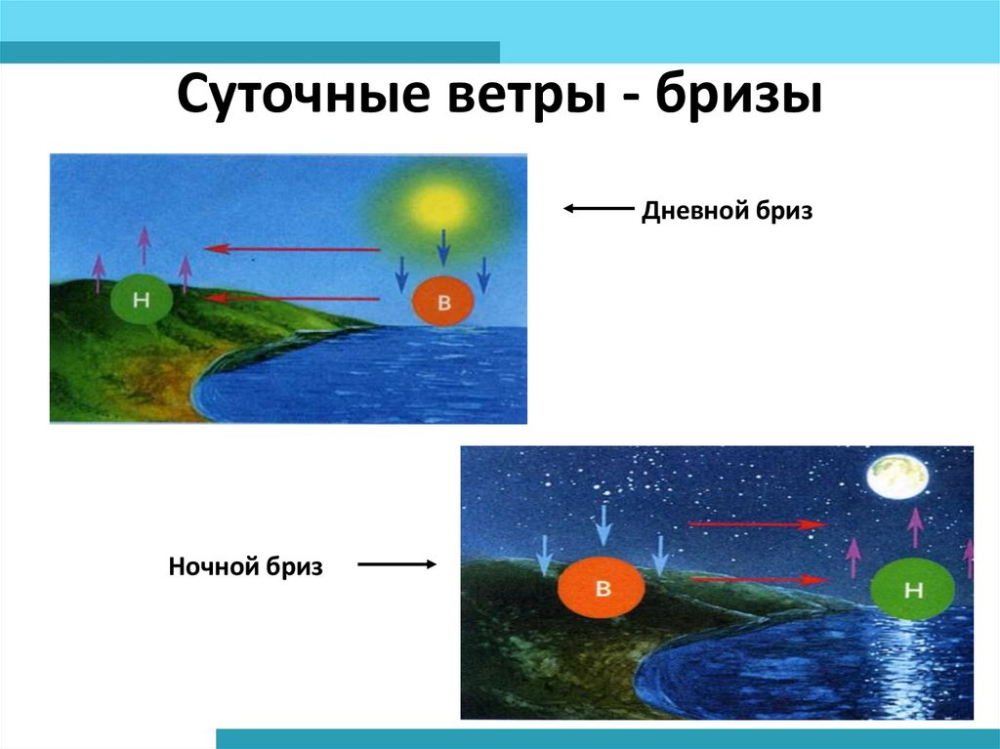 Суточные ветры - бризы
Дневной бриз
Н
В
Ночной бриз
В
Н